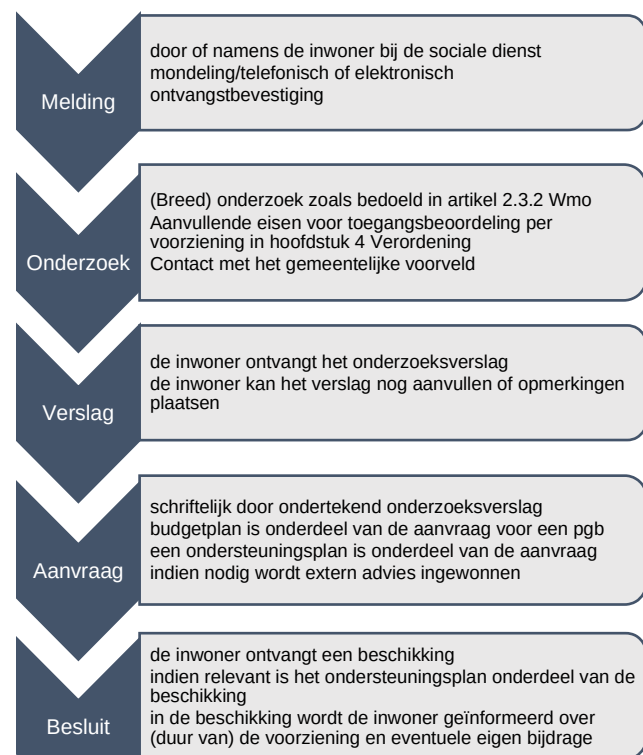 Melding
door of namens de inwoner bij de sociale dienst
mondeling/telefonisch of elektronisch
ontvangstbevestiging
Onderzoek
(Breed) onderzoek zoals bedoeld in artikel 2.3.2 Wmo
Aanvullende eisen voor toegangsbeoordeling per
voorziening in hoofdstuk 4 Verordening
Contact met het gemeentelijke voorveld
Verslag
de inwoner ontvangt het onderzoeksverslag
de inwoner kan het verslag nog aanvullen of opmerkingen
plaatsen
Aanvraag
schriftelijk door ondertekend onderzoeksverslag
budgetplan is onderdeel van de aanvraag voor een pgb
een ondersteuningsplan is onderdeel van de aanvraag
indien nodig wordt extern advies ingewonnen
Besluit
de inwoner ontvangt een beschikking
indien relevant is het ondersteuningsplan onderdeel van de
beschikking
in de beschikking wordt de inwoner geïnformeerd over
(duur van) de voorziening en eventuele eigen bijdrage